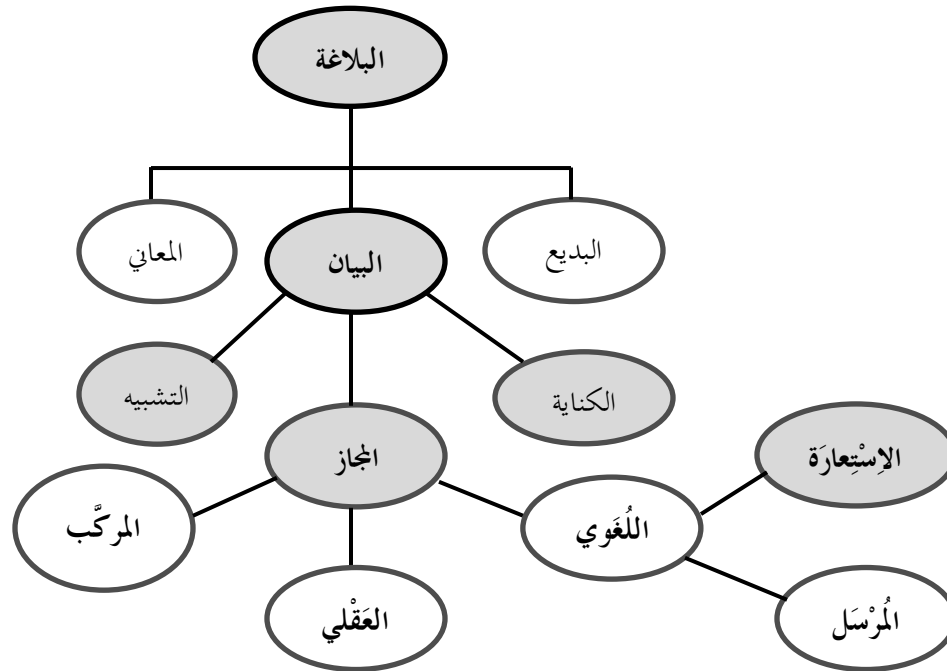 البلاغة
البديع
البيان
المعاني
الكناية
التشبيه
المجاز
الاِسْتِعارَة
اللُغَوي
المركَّب
العَقْلي
المُرْسَل